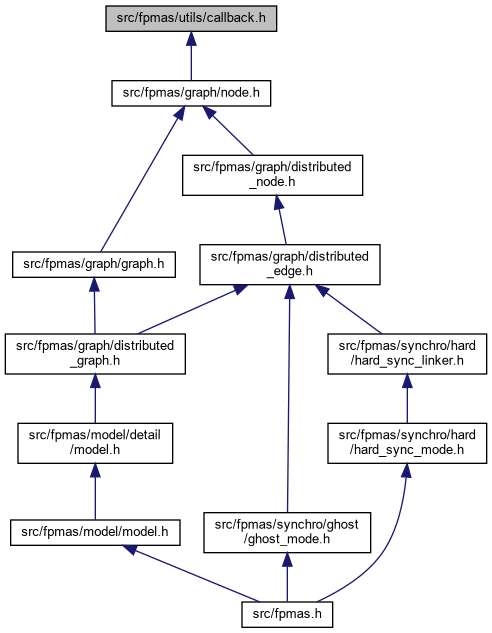 src/fpmas/utils/callback.h
src/fpmas/graph/node.h
src/fpmas/graph/distributed
_node.h
src/fpmas/graph/graph.h
src/fpmas/graph/distributed
_edge.h
src/fpmas/graph/distributed
_graph.h
src/fpmas/synchro/hard
/hard_sync_linker.h
src/fpmas/model/detail
/model.h
src/fpmas/synchro/hard
/hard_sync_mode.h
src/fpmas/model/model.h
src/fpmas/synchro/ghost
/ghost_mode.h
src/fpmas.h